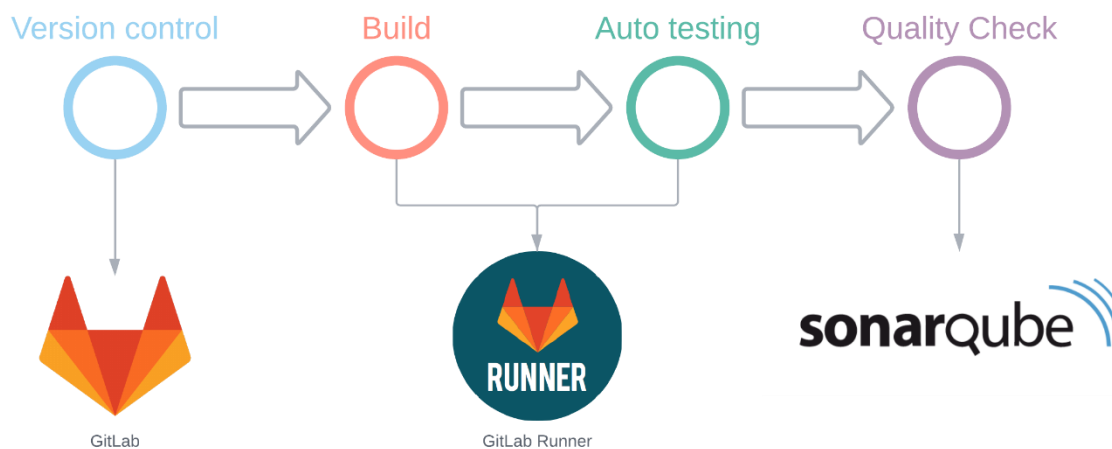 Version control
Build
Auto testing
Quality Check
RUNNER
sonarqube
GitLab
GitLab Runner